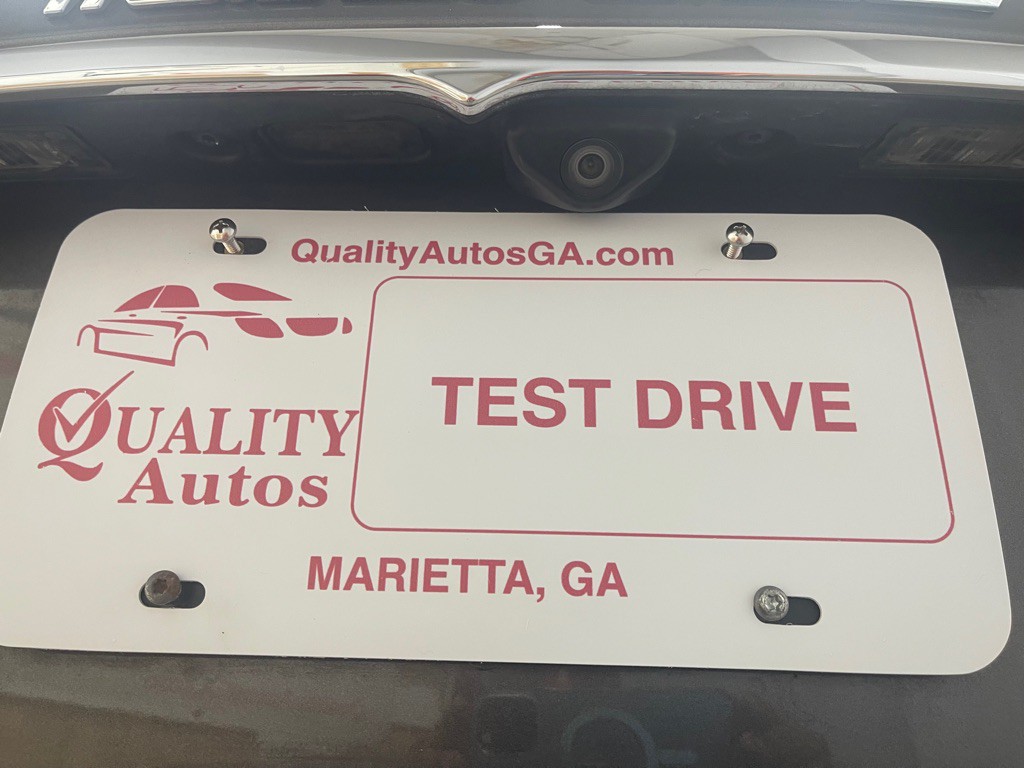 QualityAutosGA.com
QUALITY
Autos
TEST DRIVE
MARIETTA, GA